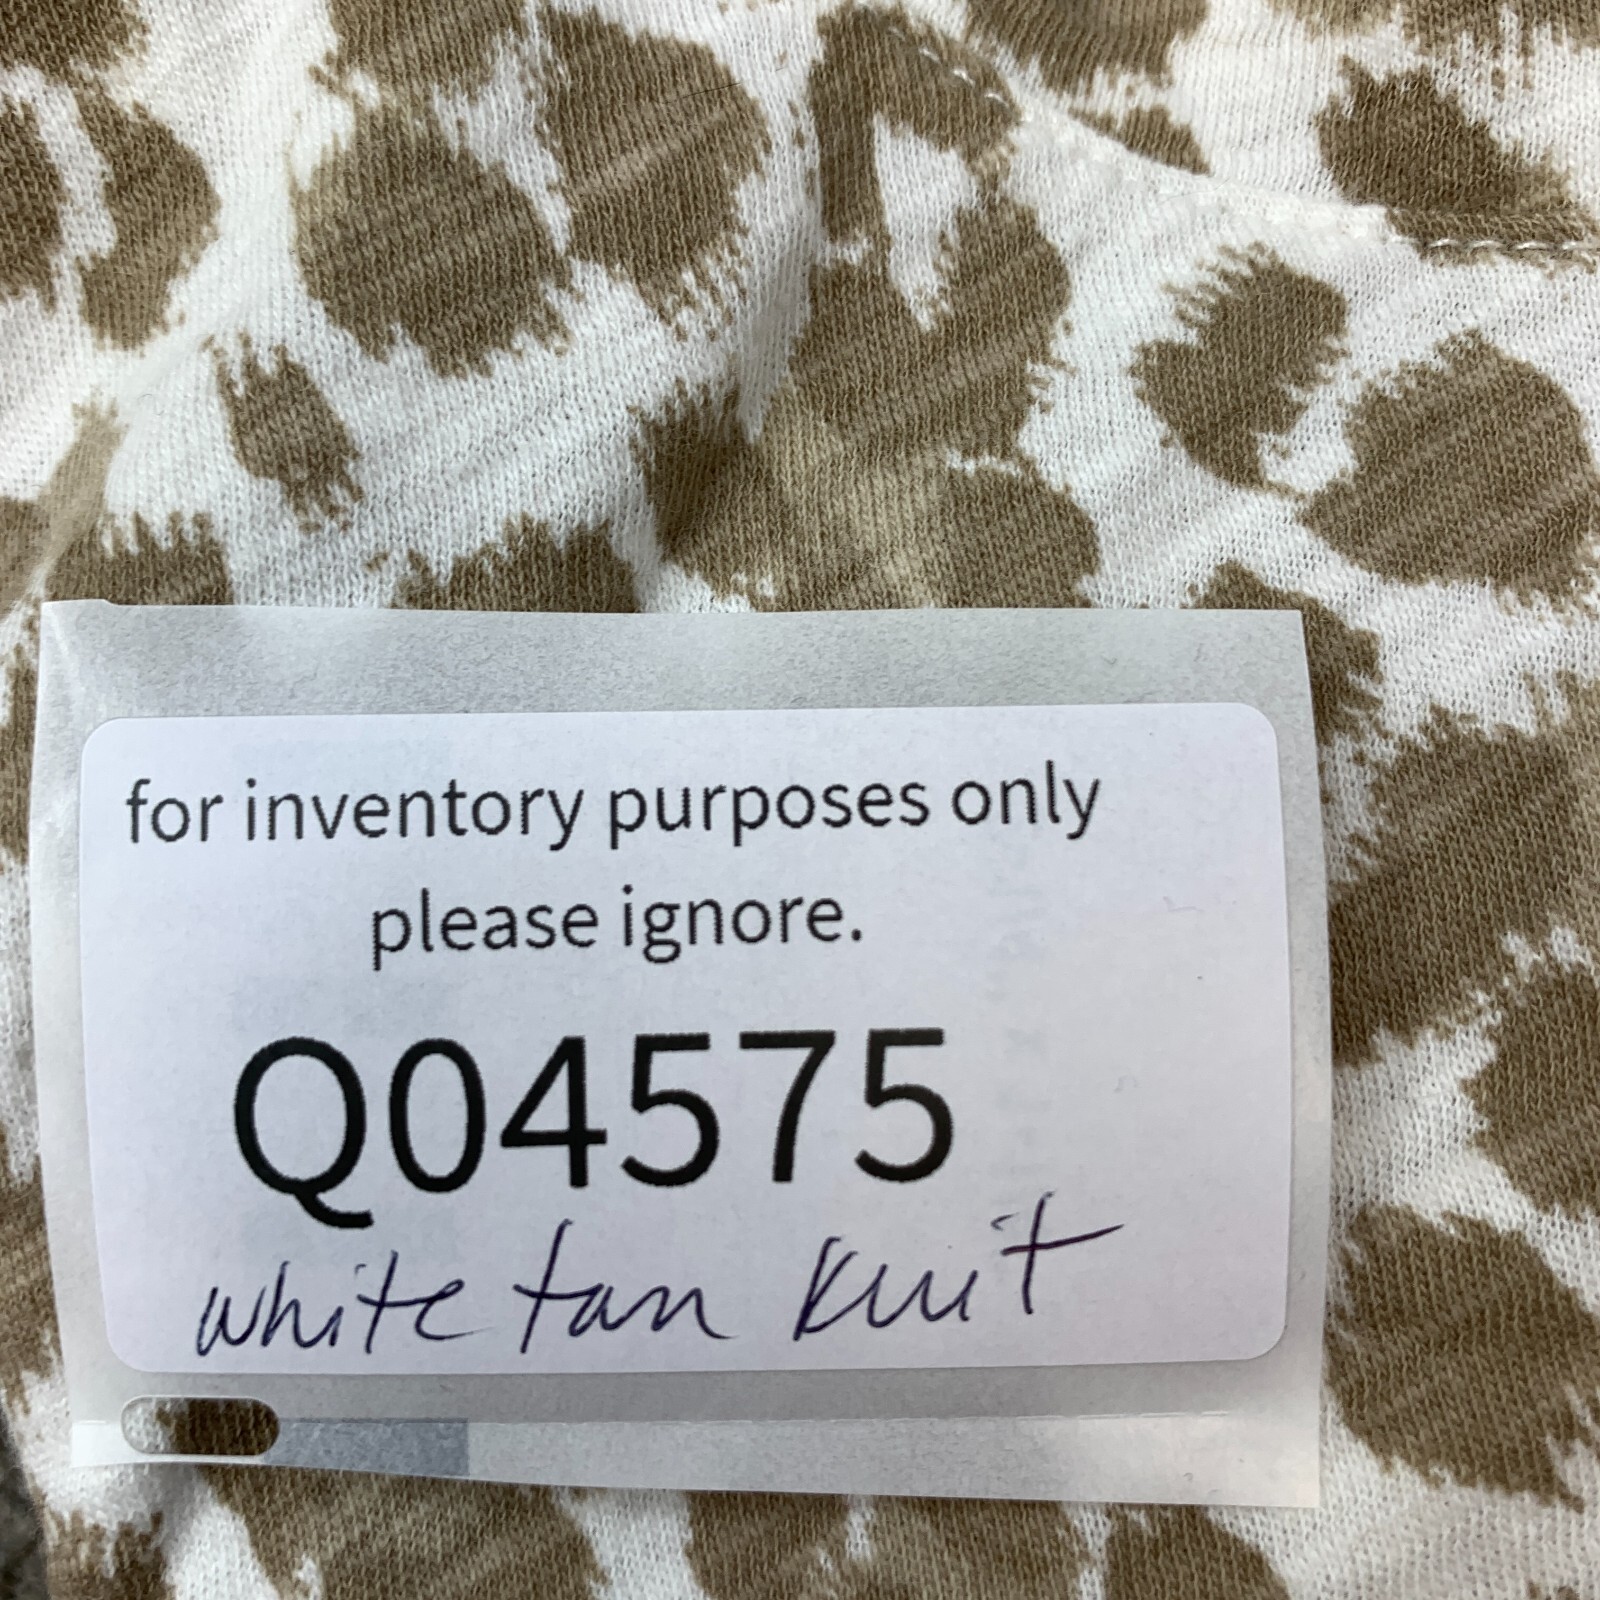 for inventory purposes only
please ignore.
Q04575
white tan knit